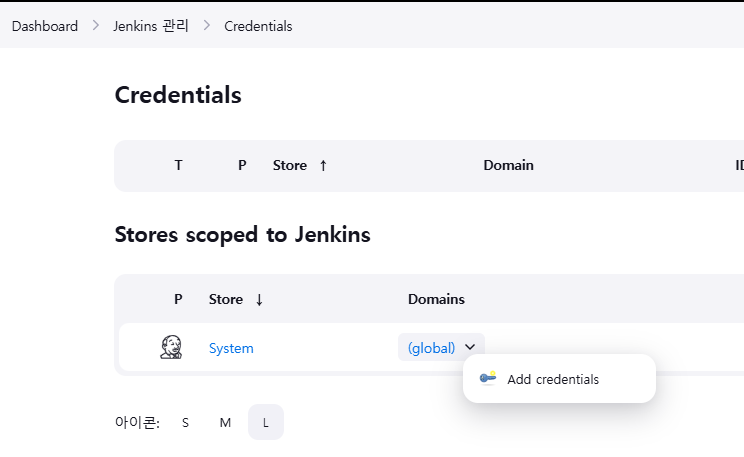 Dashboard > Jenkins 관리 > Credentials
Credentials
T P Store ↑ Domain ID
Stores scoped to Jenkins
P Store ↓ Domains
System (global)
Add credentials
아이콘: S M L